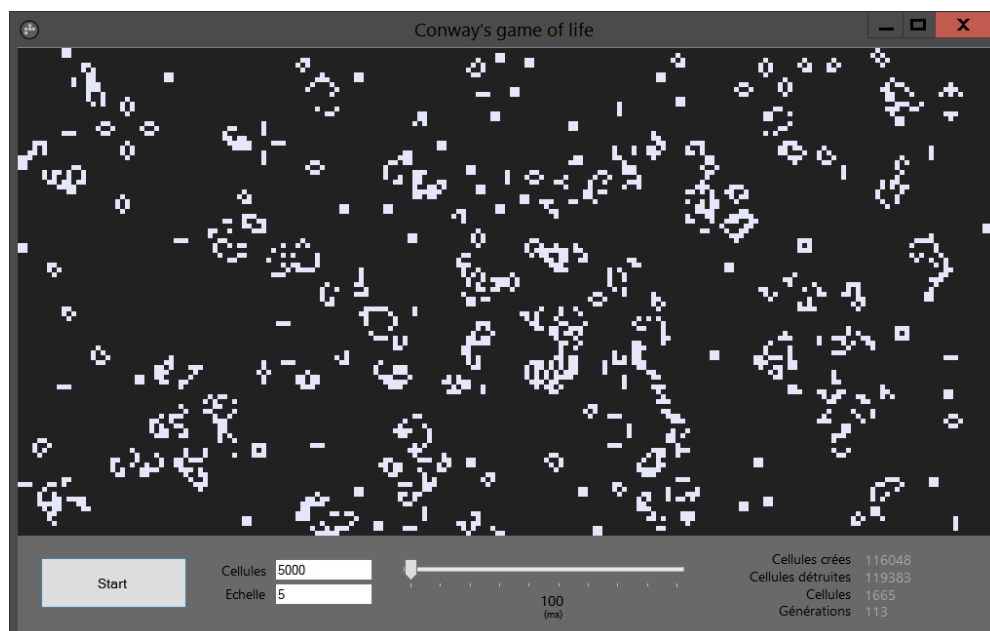 Conway's game of life
X
Start
Cellules 5000
Echelle 5
100
(ms)
Cellules crées 116048
Cellules détruites 119383
Cellules 1665
Générations 113